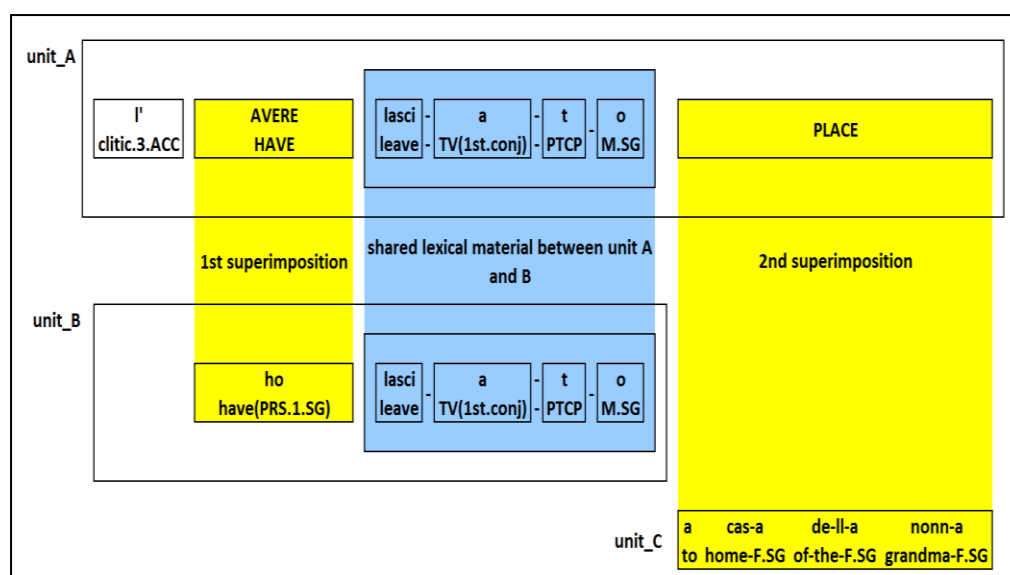 unit_A
l' AVERE lasci - a - t - o PLACE
clitic.3.ACC HAVE leave - TV(1st.conj) - PTCP - M.SG
1st superimposition shared lexical material between unit A and B 2nd superimposition
unit_B
ho lasci - a - t - o
have(PRS.1.SG) leave - TV(1st.conj) - PTCP - M.SG
unit_C
a cas-a de-ll-a nonn-a
to home-F.SG of-the-F.SG grandma-F.SG